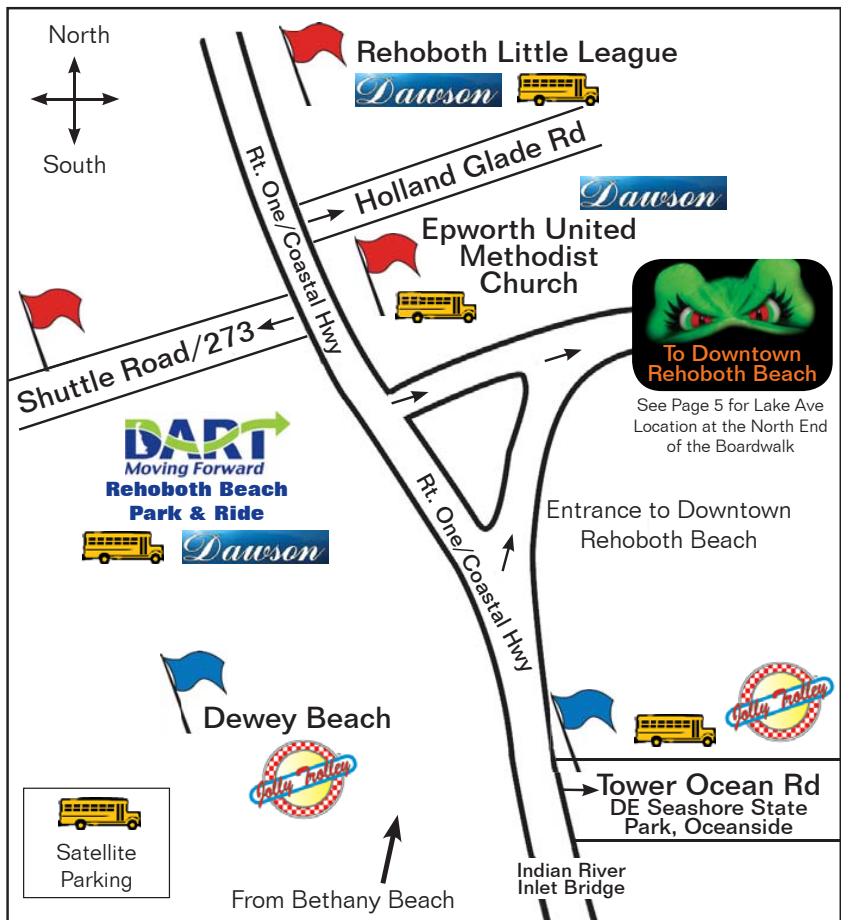 North
South
Rehoboth Little League
Dawson
Holland Glade Rd
Rt. One/Coastal Hwy
Dawson
Epworth United
Methodist
Church
Shuttle Road/273
To Downtown
Rehoboth Beach
See Page 5 for Lake Ave
Location at the North End
of the Boardwalk
DART
Moving Forward
Rehoboth Beach
Park & Ride
Dawson
Rt. One/Coastal Hwy
Entrance to Downtown
Rehoboth Beach
Dewey Beach
Jolly Trolley
Jolly Trolley
Tower Ocean Rd
DE Seashore State
Park, Oceanside
Satellite
Parking
From Bethany Beach
Indian River
Inlet Bridge